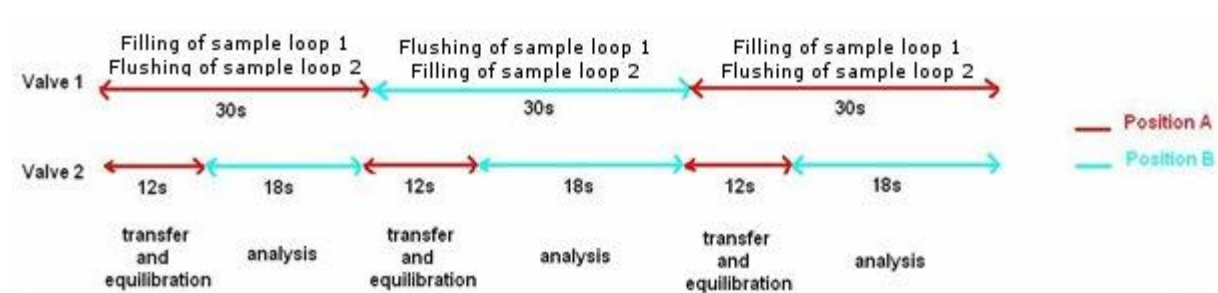 Filling of sample loop 1
Flushing of sample loop 2
Flushing of sample loop 1
Filling of sample loop 2
Filling of sample loop 1
Flushing of sample loop 2
Valve 1
30s
30s
30s
Position A
Position B
Valve 2
12s
18s
12s
18s
12s
18s
transfer
and
equilibration
analysis
transfer
and
equilibration
analysis
transfer
and
equilibration
analysis